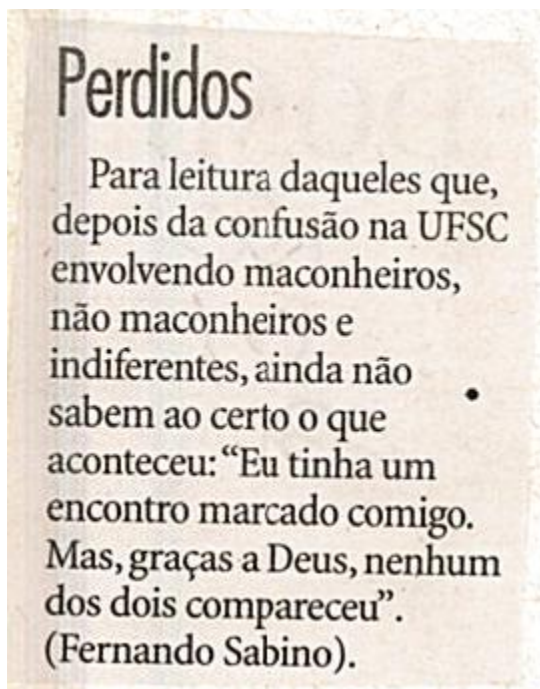 Perdidos
Para leitura daqueles que,
depois da confusão na UFSC
envolvendo maconheiros,
não maconheiros e
indiferentes, ainda não
sabem ao certo o que
aconteceu: “Eu tinha um
encontro marcado comigo.
Mas, graças a Deus, nenhum
dos dois compareceu”.
(Fernando Sabino).